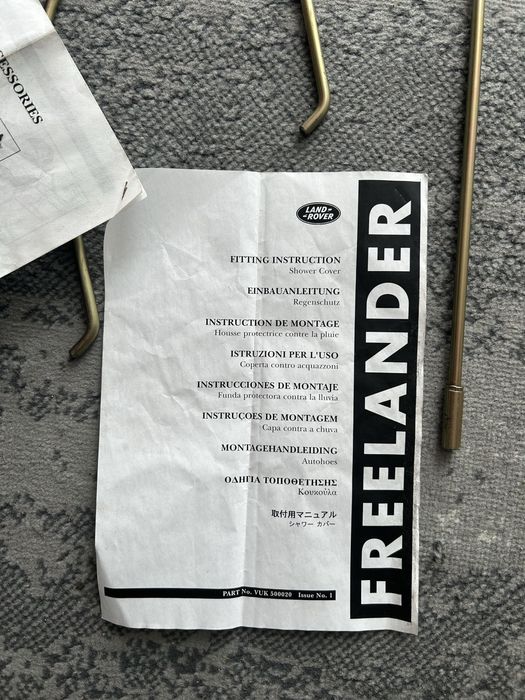 ESSORIES
LAND-
-ROVER
FREELANDER
FITTING INSTRUCTION
Shower Cover
EINBAUANLEITUNG
Regenschutz
INSTRUCTION DE MONTAGE
Housse protectrice contre la pluie
ISTRUZIONI PER L'USO
Coperta contro acquazzoni
INSTRUCCIONES DE MONTAJE
Funda protectora contra la lluvia
INSTRUÇOES DE MONTAGEM
Capa contra a chuva
MONTAGEHANDLEIDING
Autohoes
ΟΔΗΓΙΑ ΤΟΠΟΘΕΤΗΣΗΣ
Κουκούλα
取付用マニュアル
シャワー カバー
PART No. VUK 500020 Issue No. 1